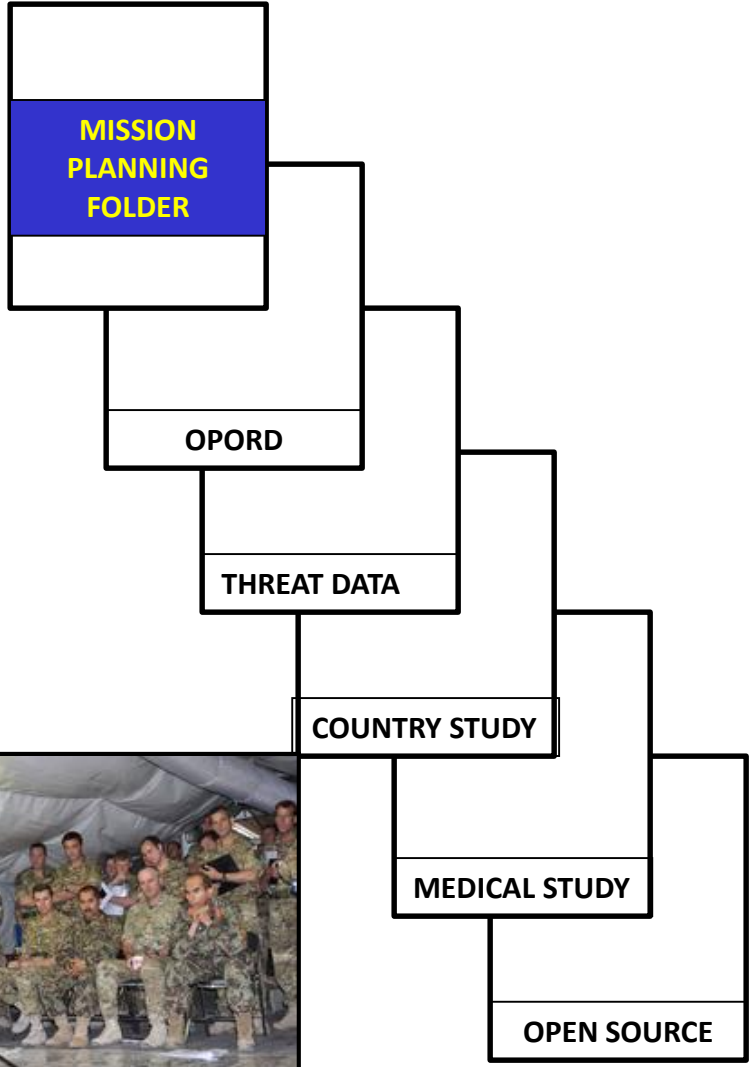 MISSION
PLANNING
FOLDER
OPORD
THREAT DATA
COUNTRY STUDY
MEDICAL STUDY
OPEN SOURCE